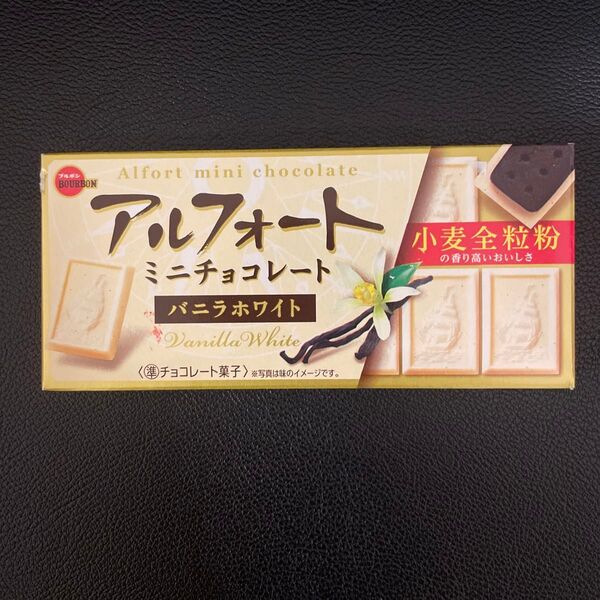 Alfort mini chocolate
ブルボン
BOURBON
アルフォート
ミニチョコレート
バニラホワイト
Vanilla White
〈準チョコレート菓子〉※写真は味のイメージです。
小麦全粒粉
の香り高いおいしさ